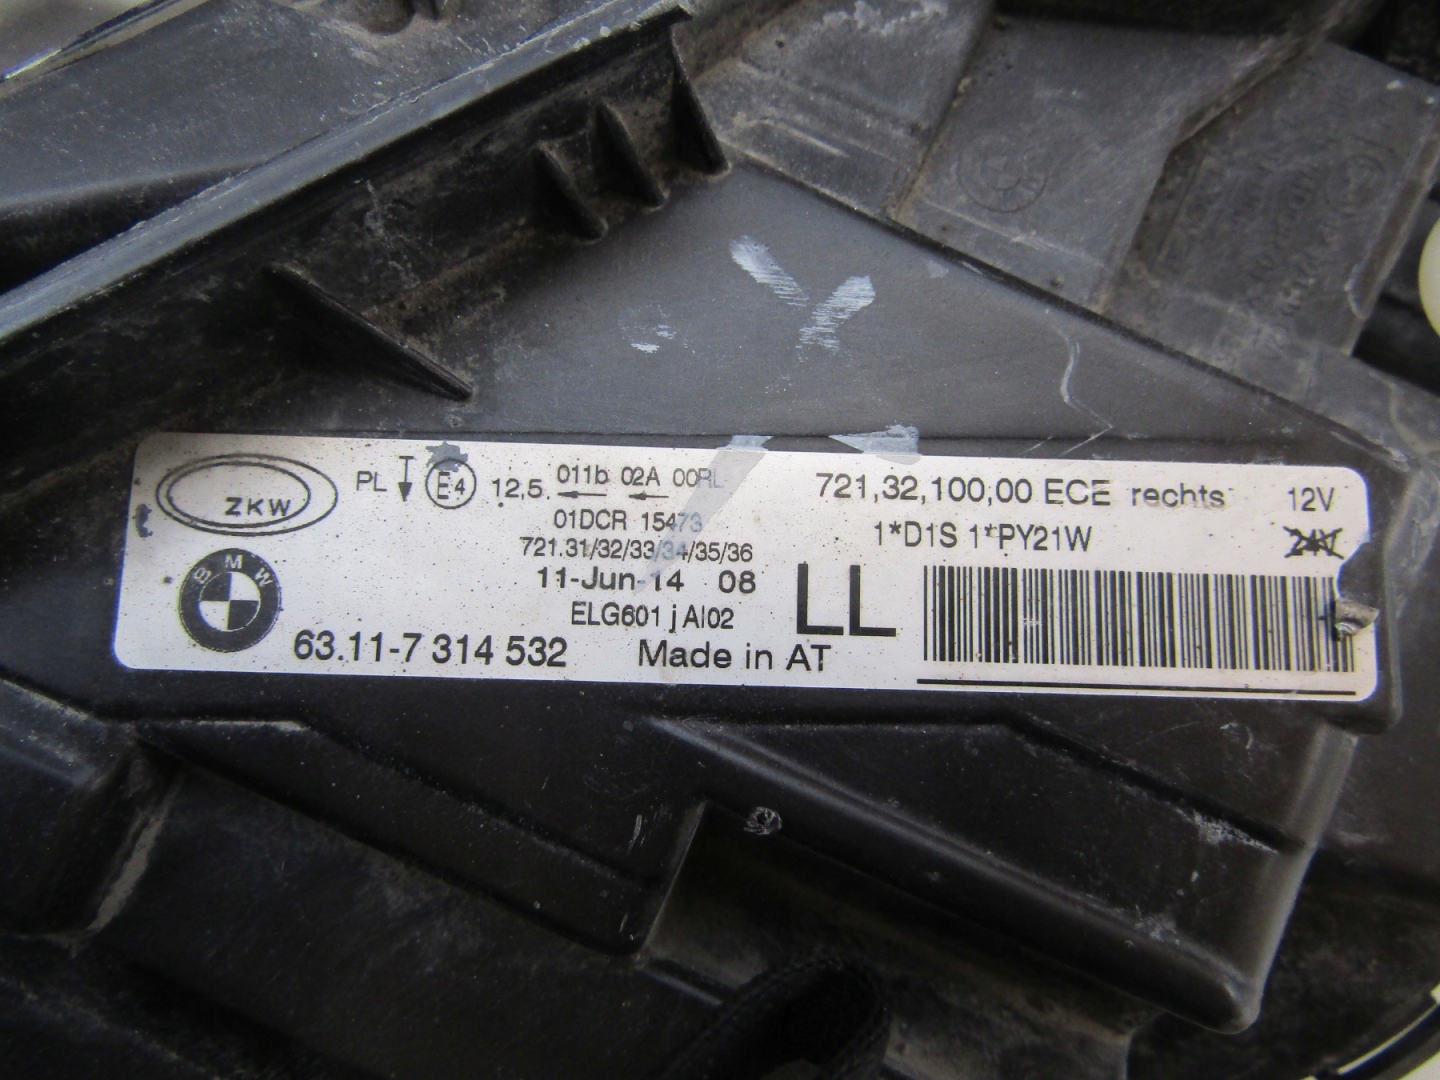 ZKW
PL E4 12,5 011b 02A 00RL
01DCR 15473
721.31/32/33/34/35/36
11-Jun-14 08
ELG601 j AI02
BMW
63.11-7 314 532
Made in AT
LL
721,32,100,00 ECE rechts
1*D1S 1*PY21W
12V
24V